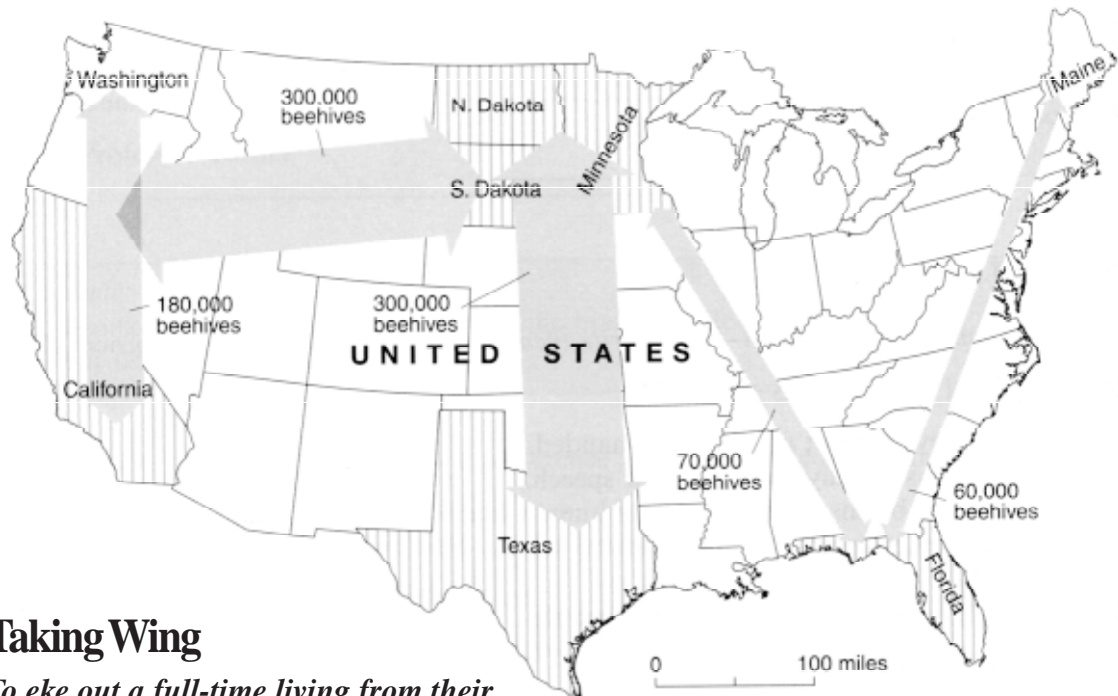 Maine
Washington
300.000
beehives
N. Dakota
Minnesota
S. Dakota
180,000
beehives
300,000
beehives
UNITED STATES
California
70,000
beehives
60,000
beehives
Texas
Florida
Taking Wing
0 100 miles
To eke out a full-time living from their